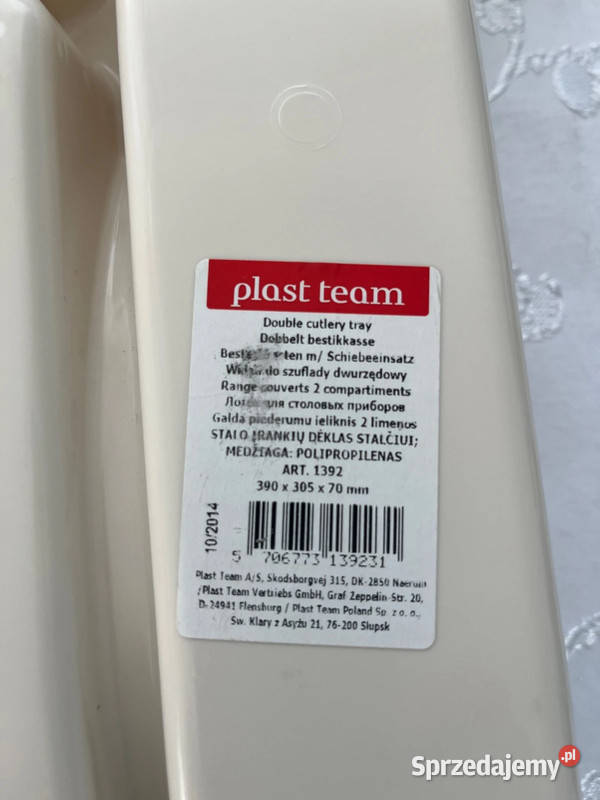 plast team
Double cutlery tray
Dobbelt bestikkasse
m/ Schiebeeinsatz
do szuflady dwurzędowy
Range couverts 2 compartiments
Лоток для столовых приборов
Galda piederumu ieliknis 2 limeņos
STALO ĮRANKIŲ DĖKLAS STALČIUI;
MEDŽIAGA: POLIPROPILENAS
ART. 1392
390 x 305 x 70 mm
10/2014
5 706773 139231
Plast Team A/S, Skodsborgvej 315, DK-2850 Naerum
/Plast Team Vertriebs GmbH, Graf Zeppelin-Str. 20,
D-24941 Flensburg / Plast Team Poland Sp. z o. o.,
Św. Klary z Asyżu 21, 76-200 Słupsk
Sprzedajemy.pl